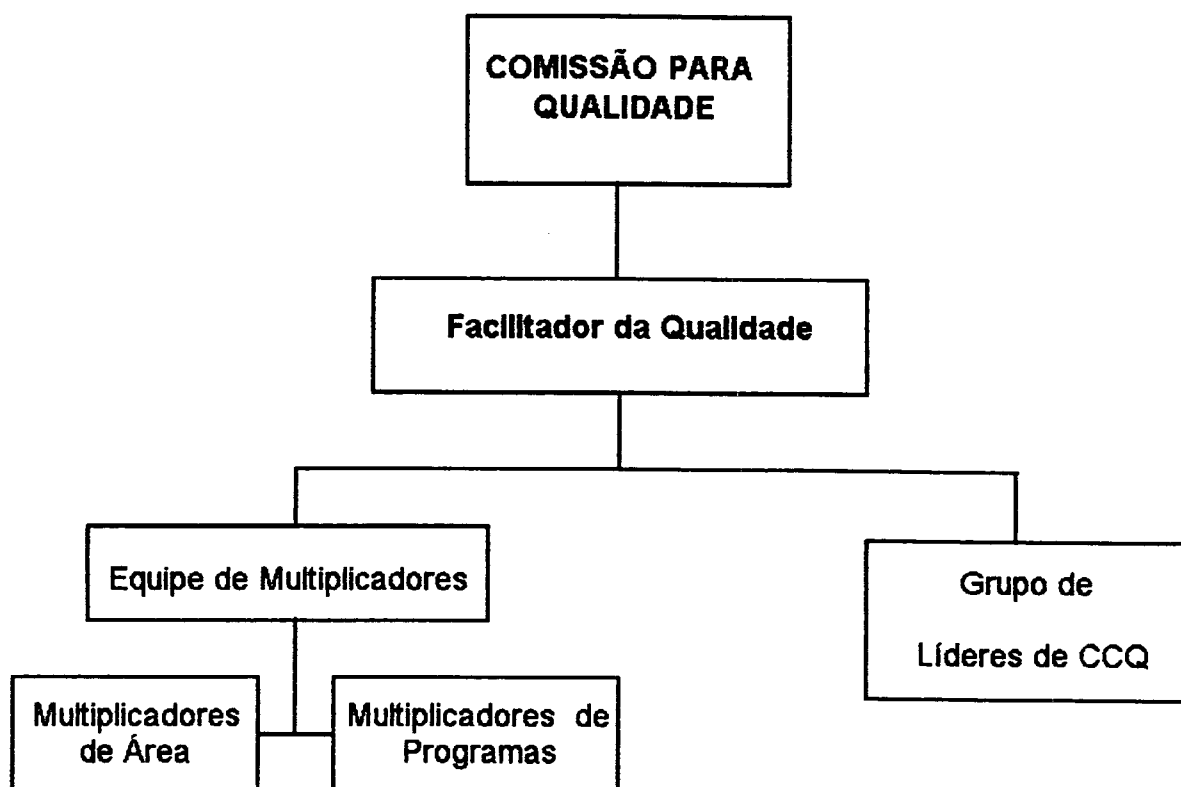 COMISSÃO PARA
QUALIDADE
Facilitador da Qualidade
Equipe de Multiplicadores
Grupo de
Líderes de CCQ
Multiplicadores
de Área
Multiplicadores de
Programas